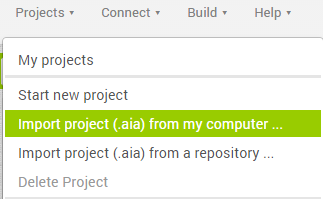 Projects ▾ Connect ▾ Build ▾ Help ▾
My projects
Start new project
Import project (.aia) from my computer ...
Import project (.aia) from a repository ...
Delete Project